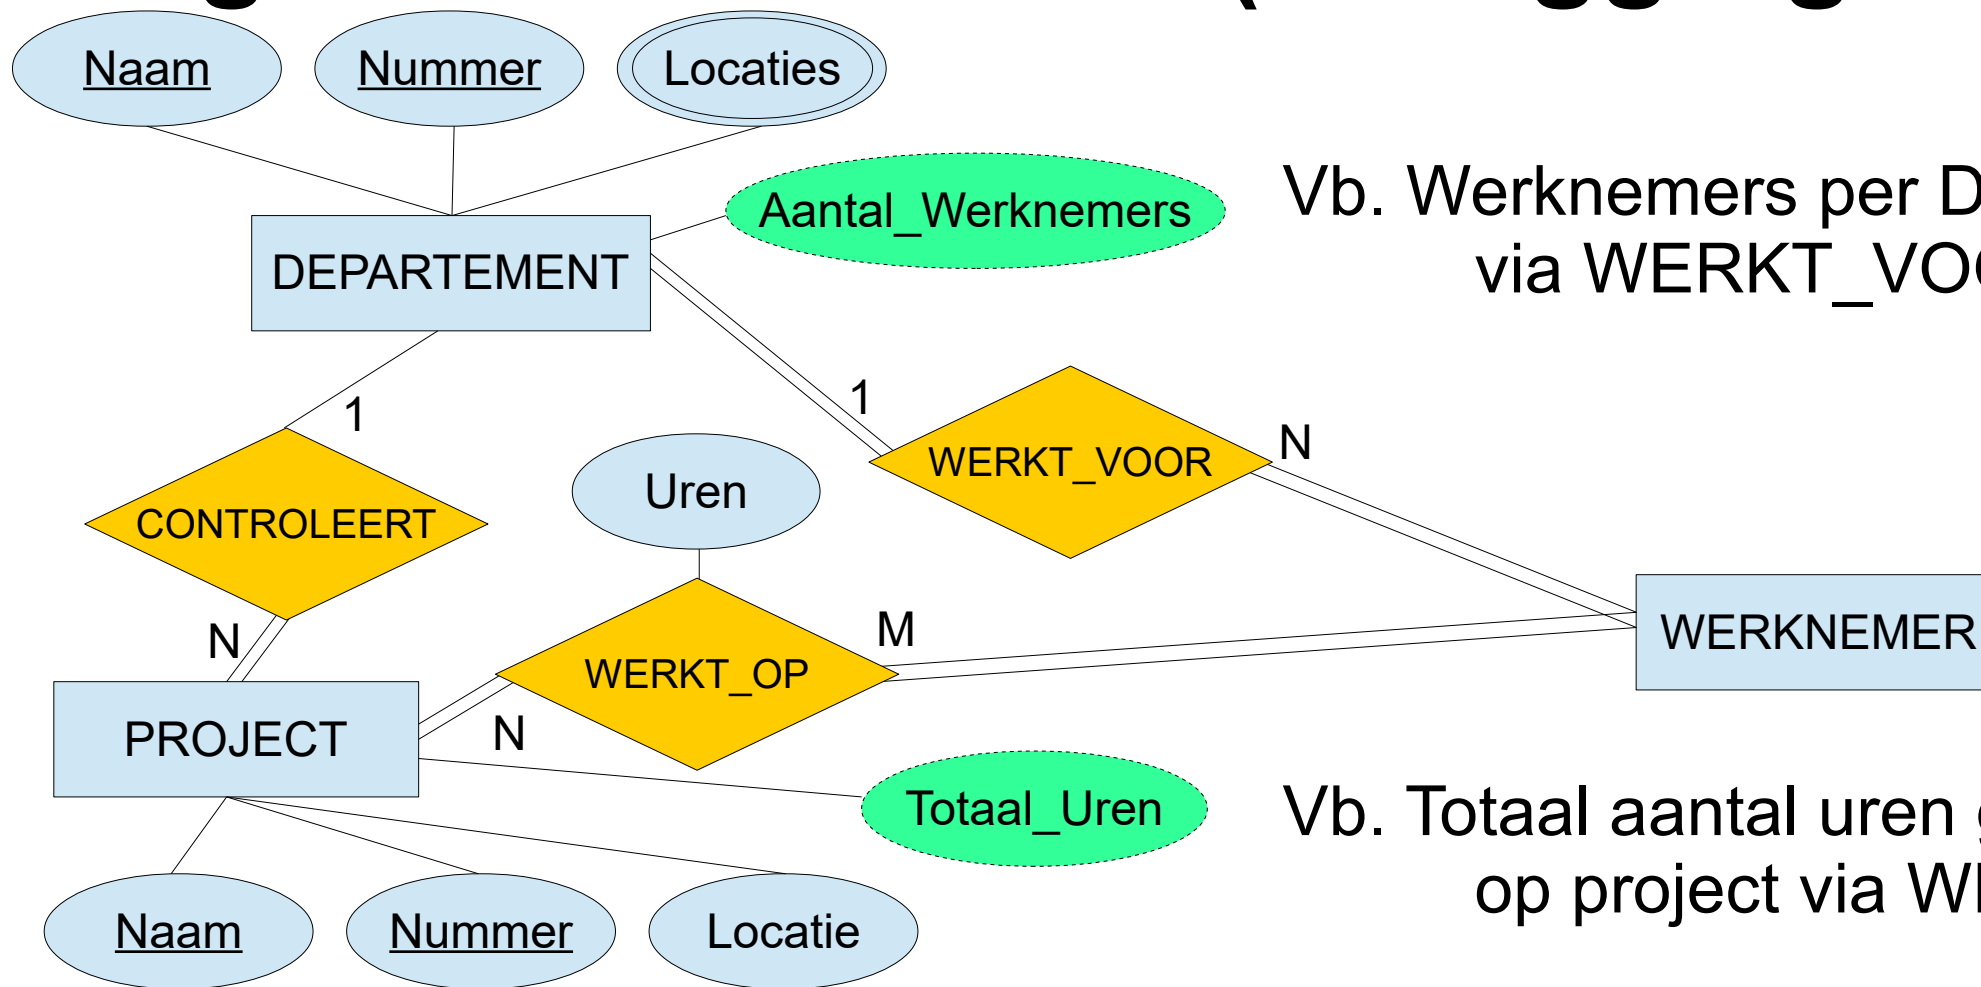 Naam
Nummer
Locaties
Aantal_Werknemers
Vb. Werknemers per
via
DEPARTEMENT
1
1
N
WERKT_VOOR
Uren
CONTROLEERT
N
M
WERKT_OP
WERKNEMER
PROJECT
N
Totaal_Uren
Vb. Totaal aantal uren
op project via
Naam
Nummer
Locatie